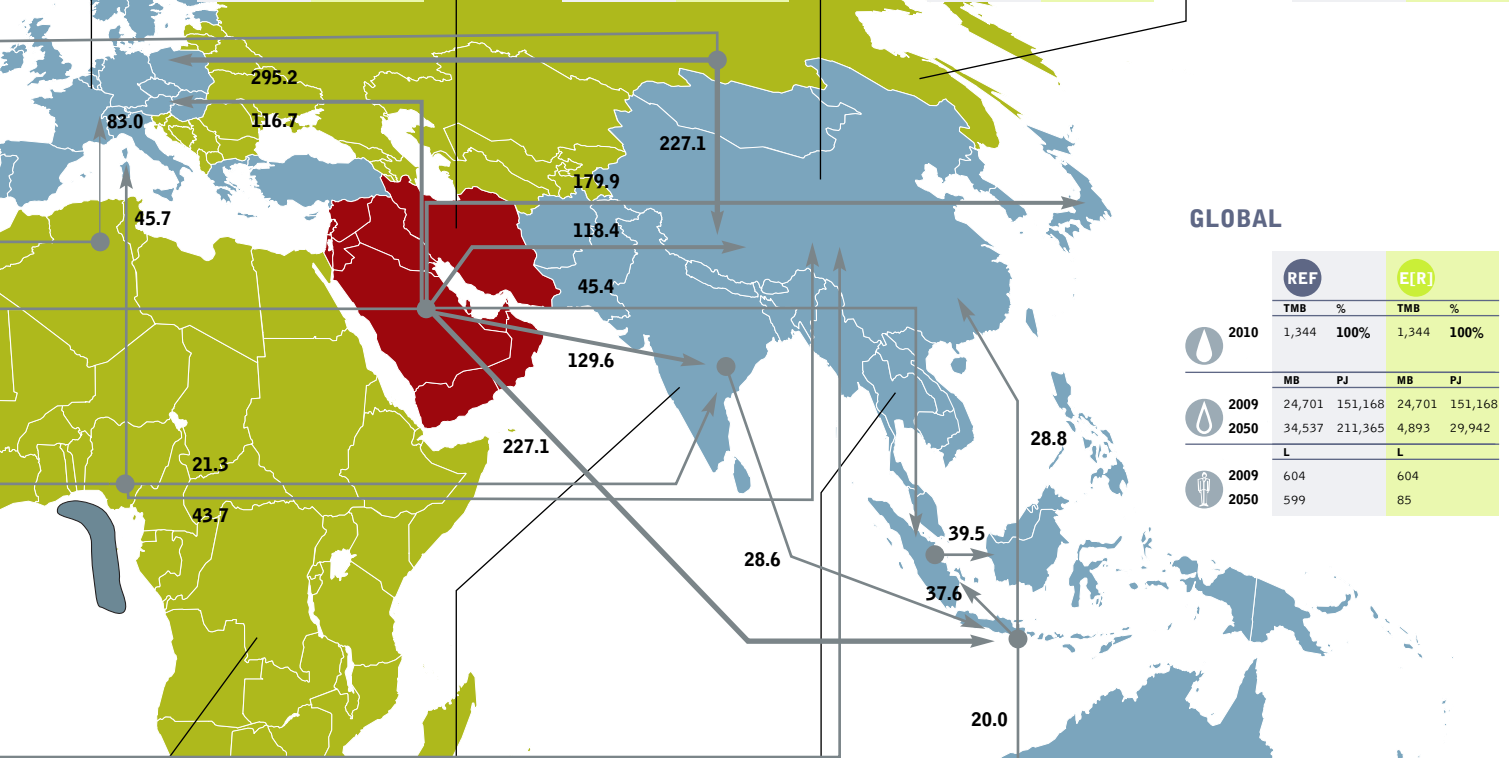 295.2
83.0
116.7
227.1
179.9
45.7
118.4
45.4
129.6
227.1
28.8
21.3
43.7
39.5
28.6
37.6
20.0
GLOBAL
REF E[R]
TMB % TMB %
2010 1,344 100% 1,344 100%
MB PJ MB PJ
2009 24,701 151,168 24,701 151,168
2050 34,537 211,365 4,893 29,942
L L
2009 604 604
2050 599 85